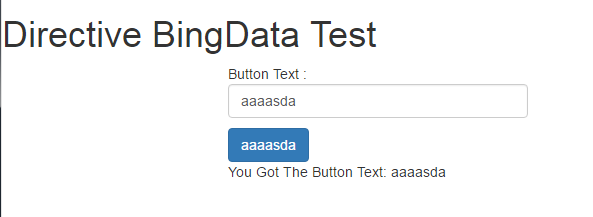 Directive BingData Test
Button Text :
aaaasda
aaaasda
You Got The Button Text: aaaasda